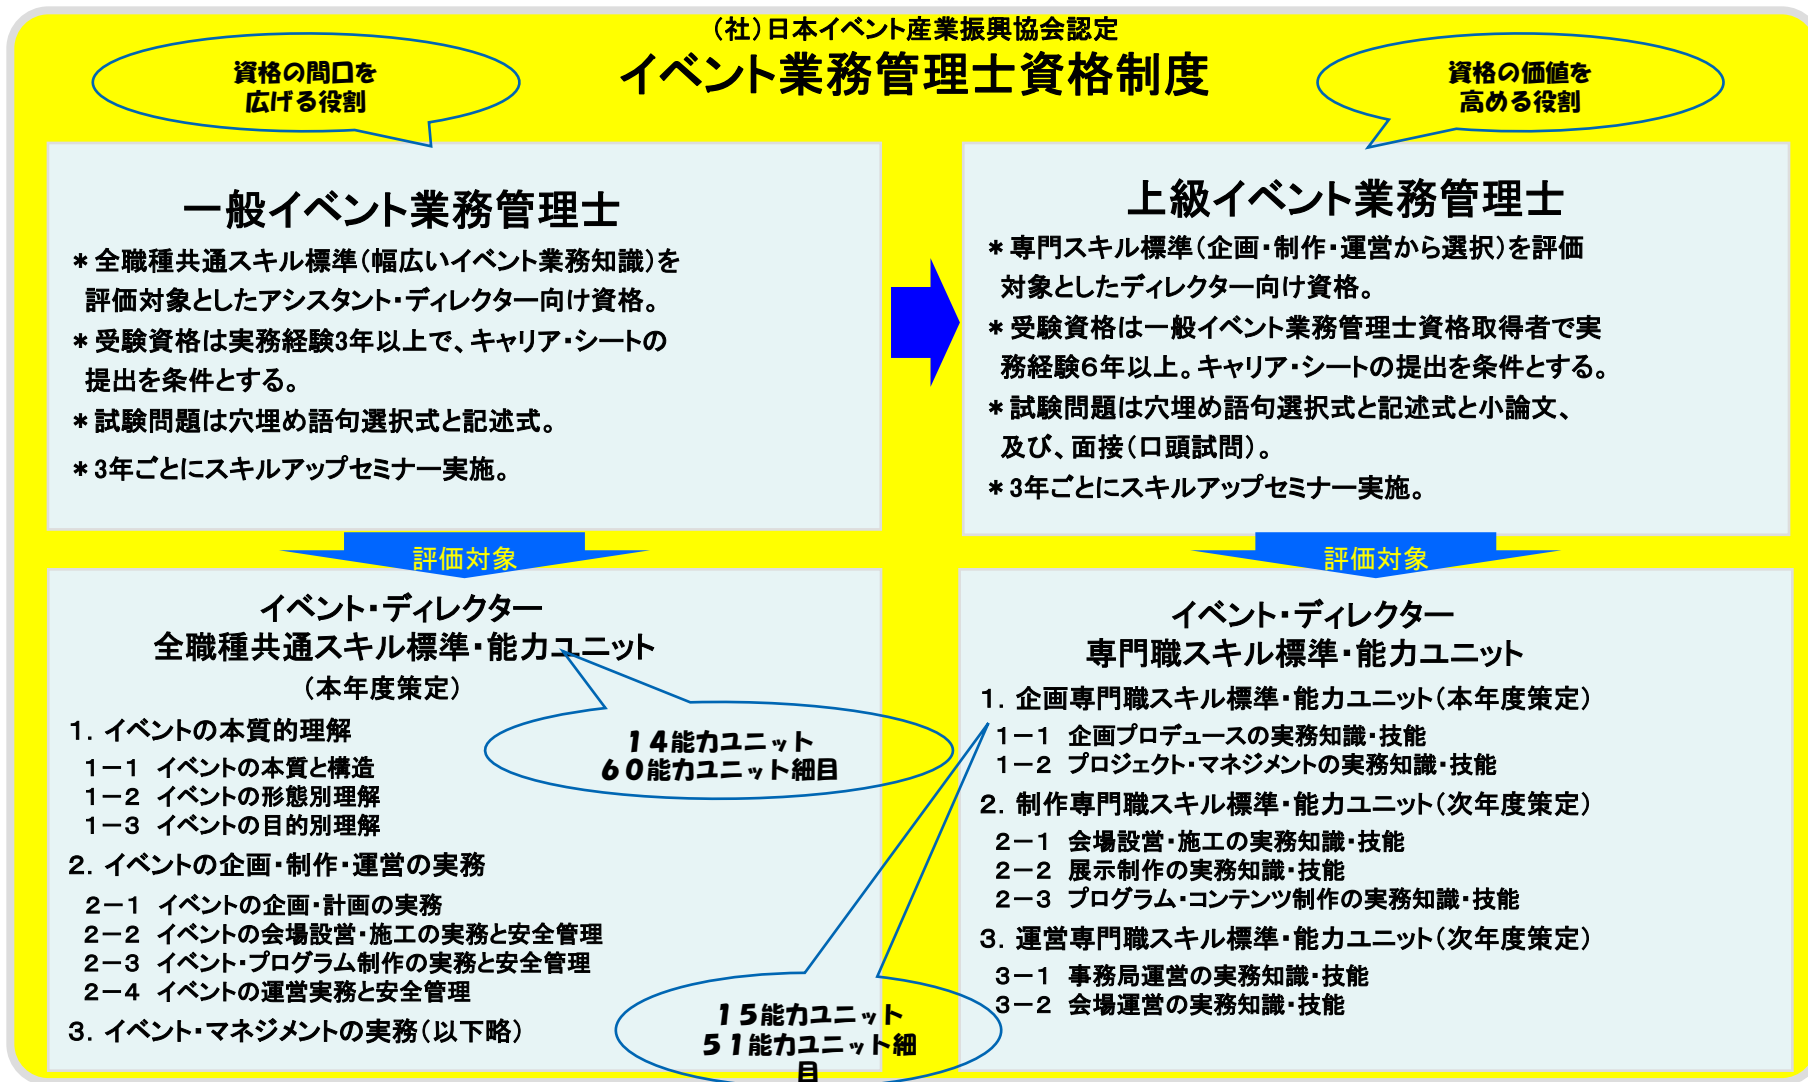 （社）日本イベント産業振興協会認定
イベント業務管理士資格制度
資格の間口を
広げる役割
資格の価値を
高める役割
一般イベント業務管理士
＊全職種共通スキル標準（幅広いイベント業務知識）を
評価対象としたアシスタント・ディレクター向け資格。
＊受験資格は実務経験3年以上で、キャリア・シートの
提出を条件とする。
＊試験問題は穴埋め語句選択式と記述式。
＊3年ごとにスキルアップセミナー実施。
上級イベント業務管理士
＊専門スキル標準（企画・制作・運営から選択）を評価
対象としたディレクター向け資格。
＊受験資格は一般イベント業務管理士資格取得者で実
務経験６年以上。キャリア・シートの提出を条件とする。
＊試験問題は穴埋め語句選択式と記述式と小論文、
及び、面接（口頭試問）。
＊3年ごとにスキルアップセミナー実施。
評価対象
評価対象
イベント・ディレクター
全職種共通スキル標準・能力ユニット
（本年度策定）
１．イベントの本質的理解
１－１　イベントの本質と構造
１－２　イベントの形態別理解
１－３　イベントの目的別理解
２．イベントの企画・制作・運営の実務
２－１　イベントの企画・計画の実務
２－２　イベントの会場設営・施工の実務と安全管理
２－３　イベント・プログラム制作の実務と安全管理
２－４　イベントの運営実務と安全管理
３．イベント・マネジメントの実務（以下略）
１４能力ユニット
６０能力ユニット細目
イベント・ディレクター
専門職スキル標準・能力ユニット
１．企画専門職スキル標準・能力ユニット（本年度策定）
１－１　企画プロデュースの実務知識・技能
１－２　プロジェクト・マネジメントの実務知識・技能
２．制作専門職スキル標準・能力ユニット（次年度策定）
２－１　会場設営・施工の実務知識・技能
２－２　展示制作の実務知識・技能
２－３　プログラム・コンテンツ制作の実務知識・技能
３．運営専門職スキル標準・能力ユニット（次年度策定）
３－１　事務局運営の実務知識・技能
３－２　会場運営の実務知識・技能
１５能力ユニット
５１能力ユニット細
目